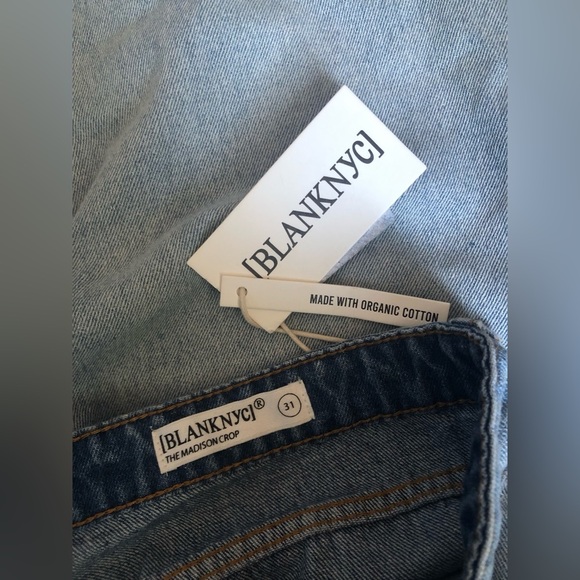 [BLANKNYC]
MADE WITH ORGANIC COTTON
[BLANKNYC]®
31
THE MADISON CROP